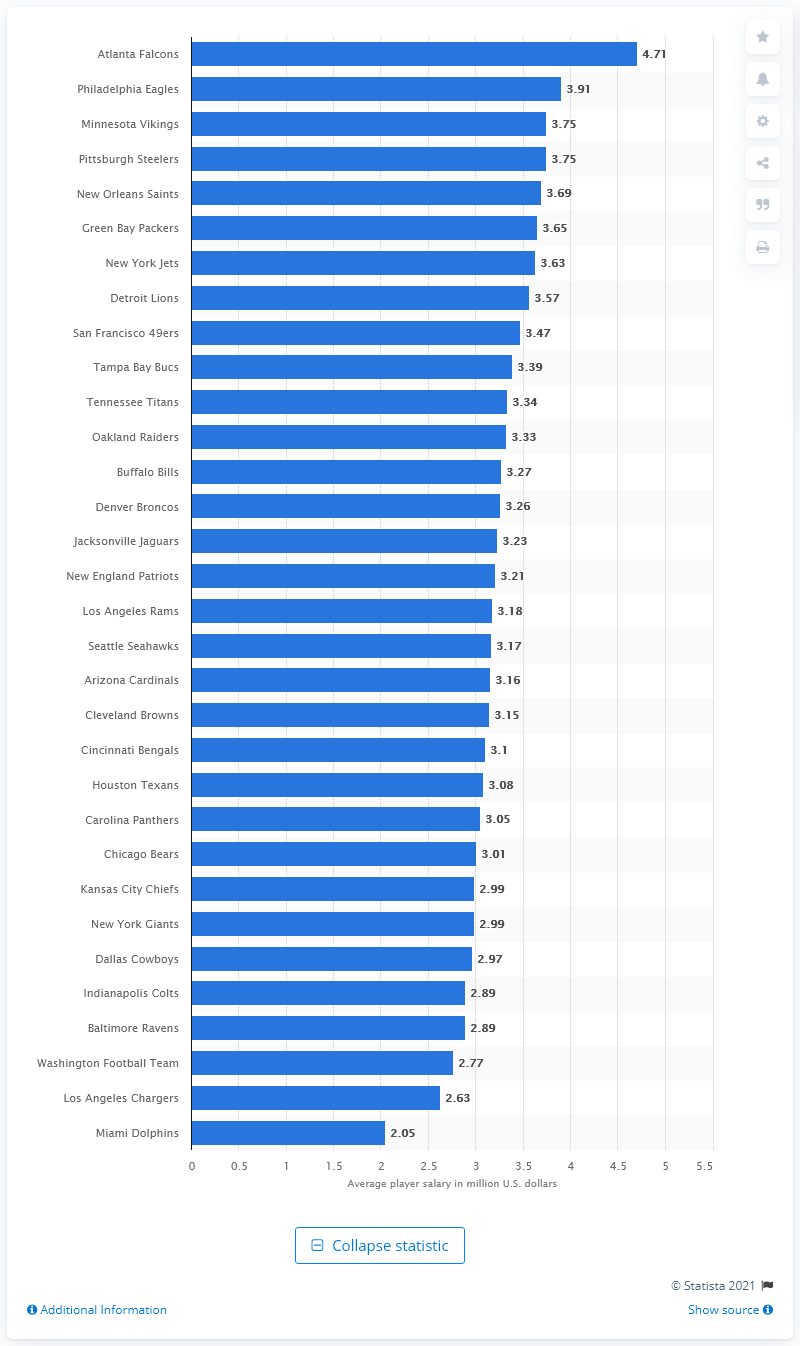 Atlanta Falcons 4.71
Philadelphia Eagles 3.91
Minnesota Vikings 3.75
Pittsburgh Steelers 3.75
New Orleans Saints 3.69
Green Bay Packers 3.65
New York Jets 3.63
Detroit Lions 3.57
San Francisco 49ers 3.47
Tampa Bay Bucs 3.39
Tennessee Titans 3.34
Oakland Raiders 3.33
Buffalo Bills 3.27
Denver Broncos 3.26
Jacksonville Jaguars 3.23
New England Patriots 3.21
Los Angeles Rams 3.18
Seattle Seahawks 3.17
Arizona Cardinals 3.16
Cleveland Browns 3.15
Cincinnati Bengals 3.1
Houston Texans 3.08
Carolina Panthers 3.05
Chicago Bears 3.01
Kansas City Chiefs 2.99
New York Giants 2.99
Dallas Cowboys 2.97
Indianapolis Colts 2.89
Baltimore Ravens 2.89
Washington Football Team 2.77
Los Angeles Chargers 2.63
Miami Dolphins 2.05
0 0.5 1 1.5 2 2.5 3 3.5 4 4.5 5 5.5
Average player salary in million U.S. dollars
Collapse statistic
© Statista 2021
Additional Information Show source